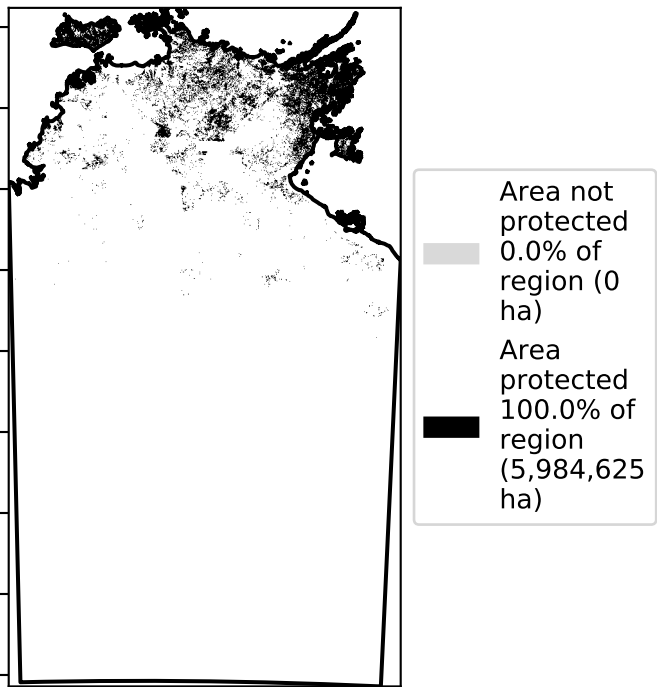 Area not
protected
0.0% of
region (0
ha)
Area
protected
100.0% of
region
(5,984,625
ha)